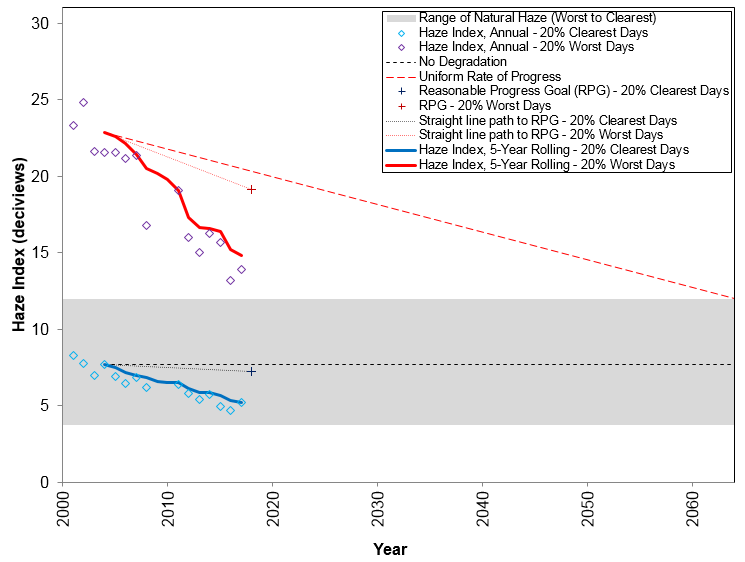 30
25
20
15
10
5
0
Haze Index (deciviews)
Range of Natural Haze (Worst to Clearest)
Haze Index, Annual - 20% Clearest Days
Haze Index, Annual - 20% Worst Days
No Degradation
Uniform Rate of Progress
Reasonable Progress Goal (RPG) - 20% Clearest Days
RPG - 20% Worst Days
Straight line path to RPG - 20% Clearest Days
Straight line path to RPG - 20% Worst Days
Haze Index, 5-Year Rolling - 20% Clearest Days
Haze Index, 5-Year Rolling - 20% Worst Days
2000
2010
2020
2030
2040
2050
2060
Year